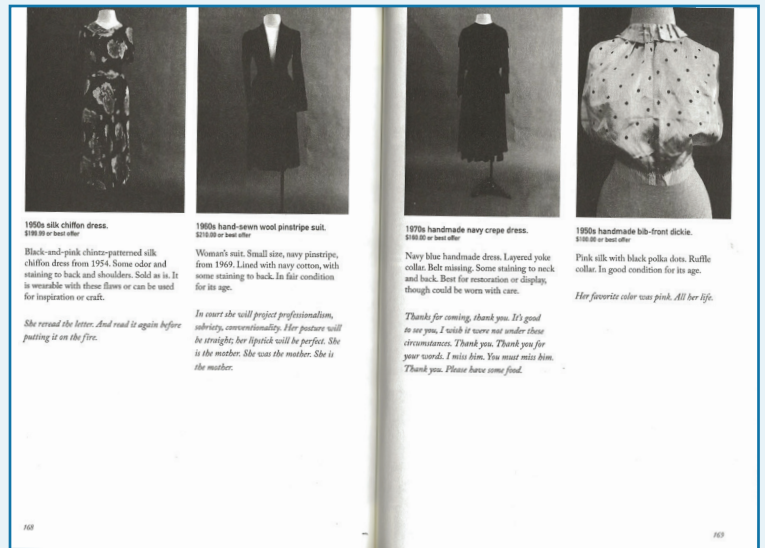 1950s silk chiffon dress.
$199.99 or best offer
Black-and-pink chintz-patterned silk
chiffon dress from 1954. Some odor and
staining to back and shoulders. Sold as is. It
is wearable with these flaws or can be used
for inspiration or craft.
She reread the letter. And read it again before
putting it on the fire.
1960s hand-sewn wool pinstripe suit.
$210.00 or best offer
Woman's suit. Small size, navy pinstripe,
from 1969. Lined with navy cotton, with
some staining to back. In fair condition
for its age.
In court she will project professionalism,
sobriety, conventionality. Her posture will
be straight; her lipstick will be perfect. She
is the mother. She was the mother. She is
the mother.
168
1970s handmade navy crepe dress.
$160.00 or best offer
Navy blue handmade dress. Layered yoke
collar. Belt missing. Some staining to neck
and back. Best for restoration or display,
though could be worn with care.
Thanks for coming, thank you. It's good
to see you, I wish it were not under these
circumstances. Thank you. Thank you for
your words. I miss him. You must miss him.
Thank you. Please have some food.
1950s handmade bib-front dickie.
$100.00 or best offer
Pink silk with black polka dots. Ruffle
collar. In good condition for its age.
Her favorite color was pink. All her life.
169